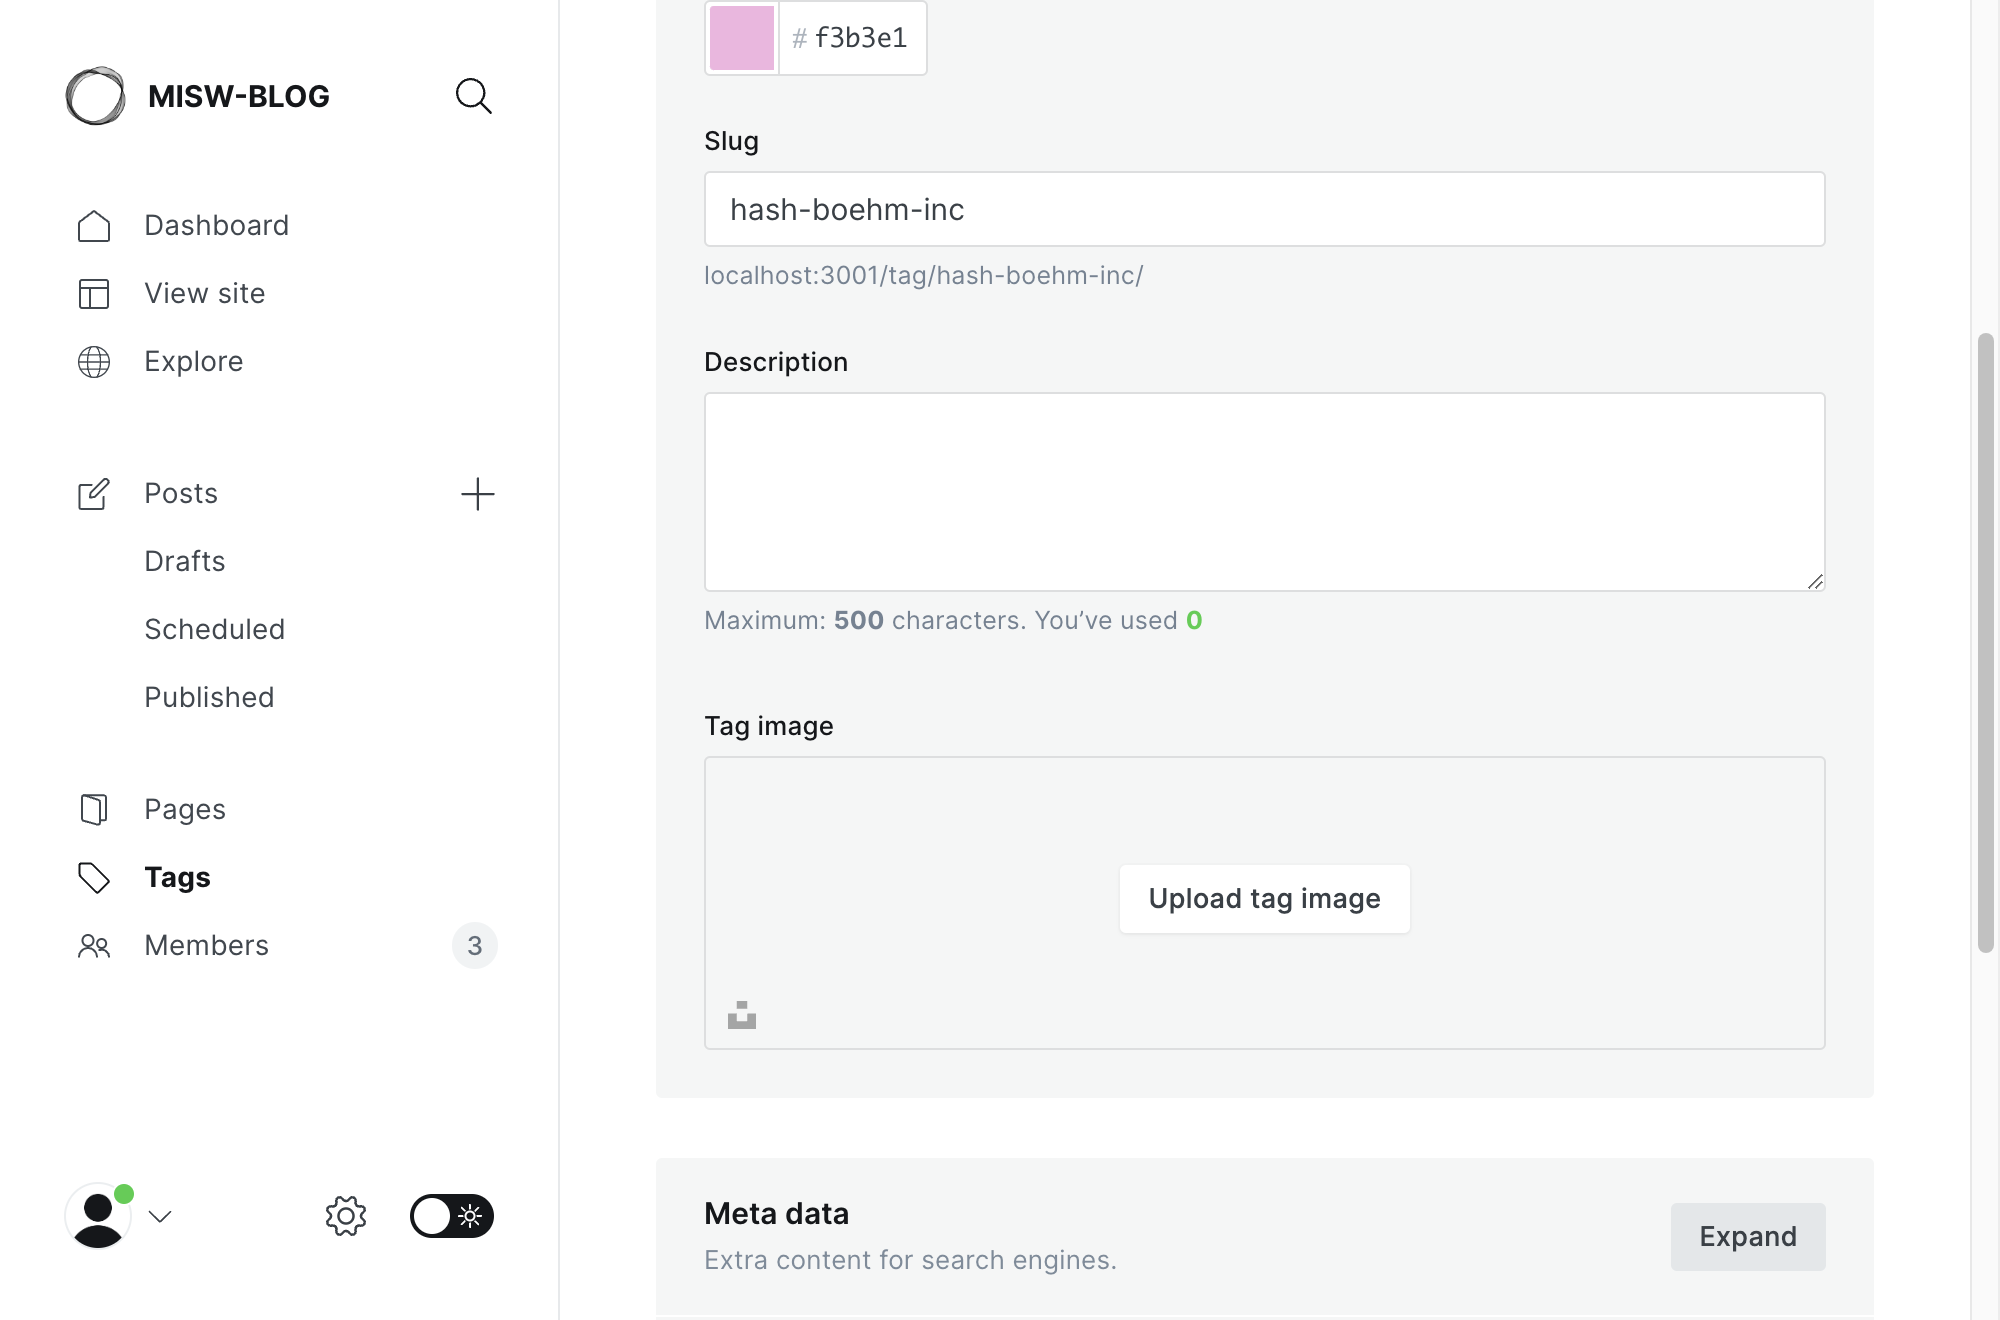 MISW-BLOG
Dashboard
View site
Explore
Posts
Drafts
Scheduled
Published
Pages
Tags
Members 3
# f3b3e1
Slug
hash-boehm-inc
localhost:3001/tag/hash-boehm-inc/
Description
Maximum: 500 characters. You’ve used 0
Tag image
Upload tag image
Meta data
Extra content for search engines.
Expand